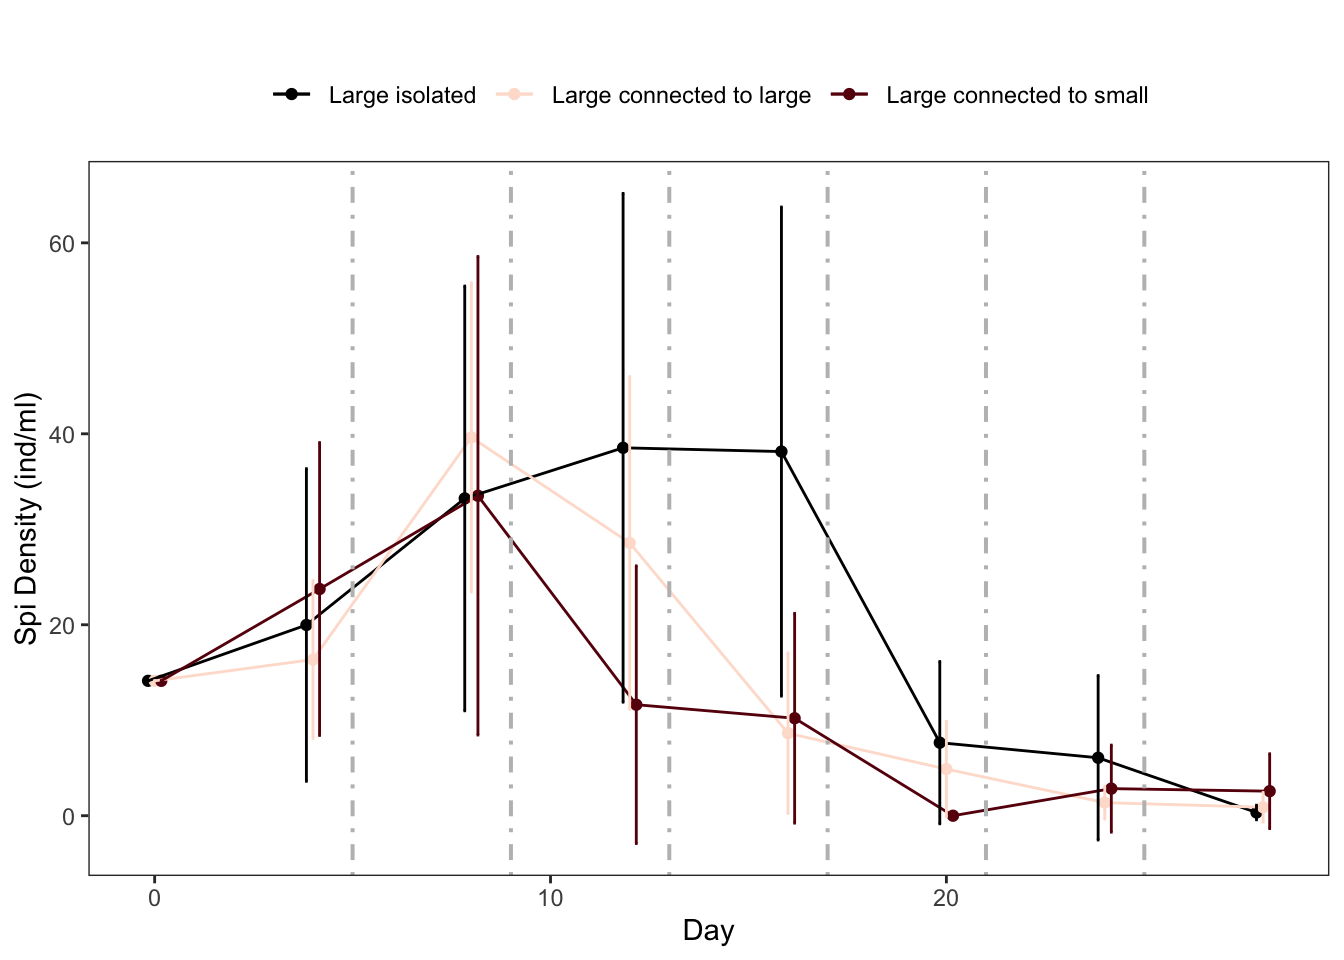 Large isolated Large connected to large Large connected to small
Spi Density (ind/ml)
60
40
20
0
0 10 20
Day